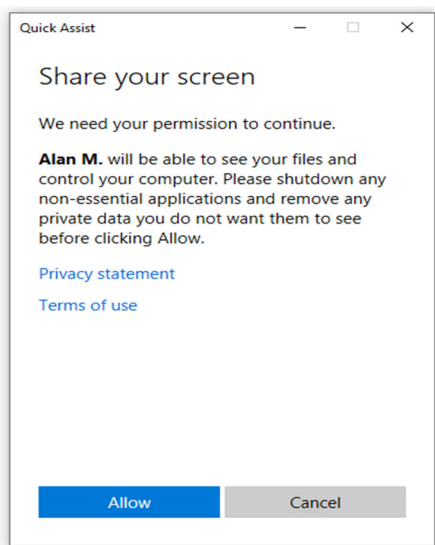 Quick Assist
Share your screen
We need your permission to continue.
Alan M. will be able to see your files and
control your computer. Please shutdown any
non-essential applications and remove any
private data you do not want them to see
before clicking Allow.
Privacy statement
Terms of use
Allow
Cancel